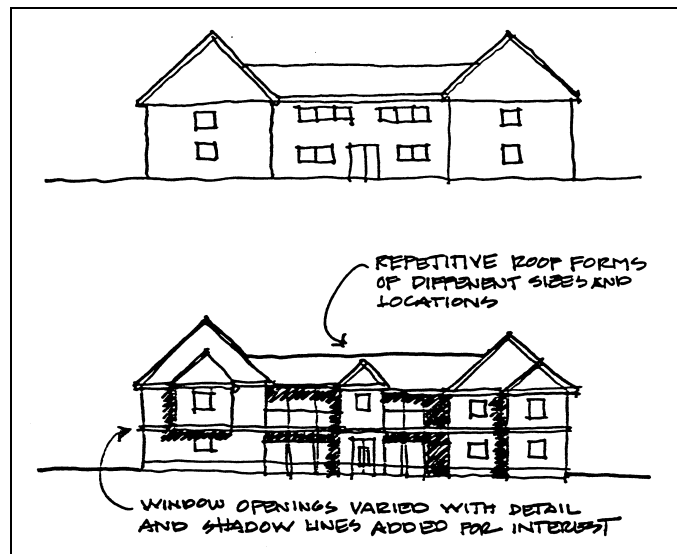 REPETITIVE ROOF FORMS
OF DIFFERENT SIZES AND
LOCATIONS
WINDOW OPENINGS VARIED WITH DETAIL
AND SHADOW LINES ADDED FOR INTEREST